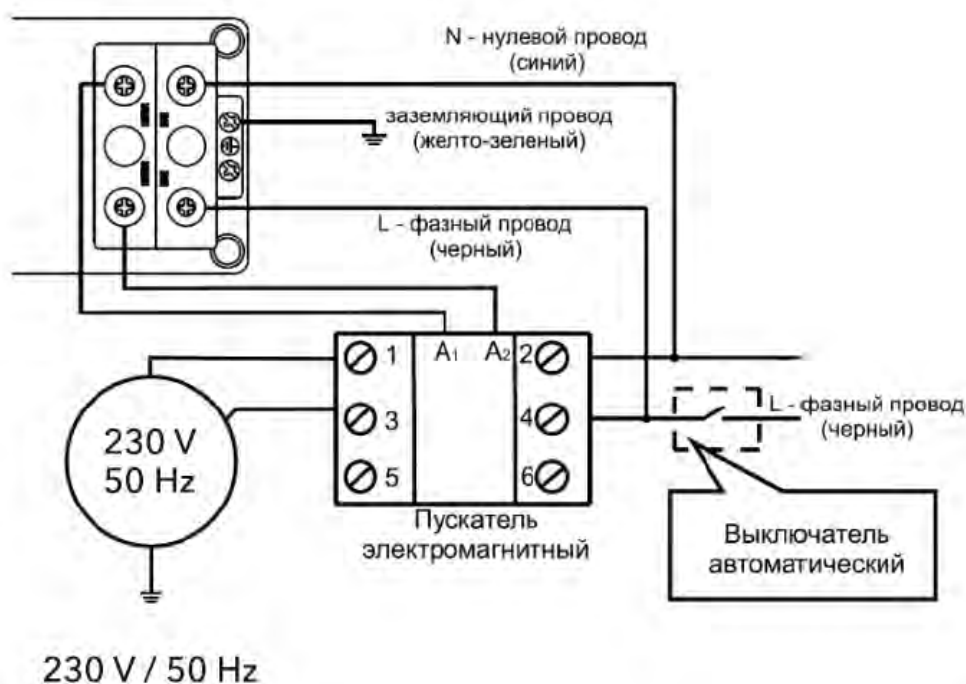 N - нулевой провод
(синий)
заземляющий провод
(желто-зеленый)
L - фазный провод
(черный)
1 A1 A2 2
3 4
5 6
L - фазный провод
(черный)
230 V
50 Hz
Пускатель
электромагнитный
Выключатель
автоматический
230 V / 50 Hz